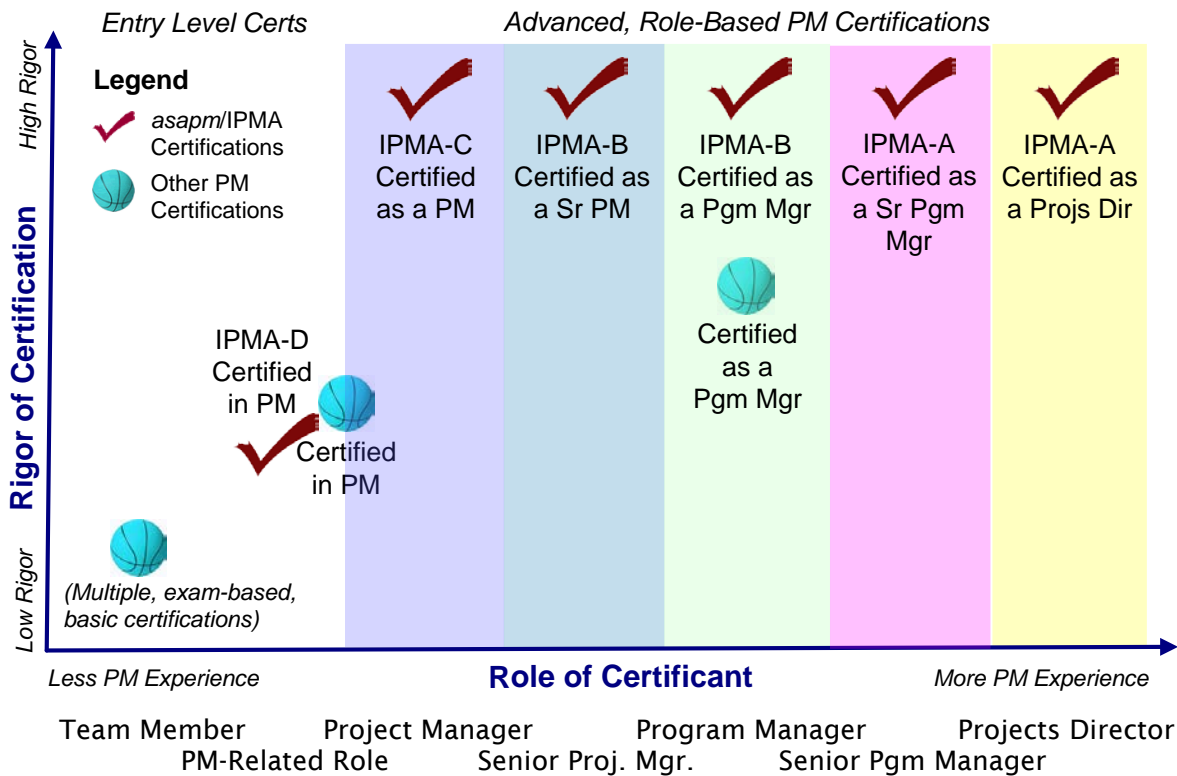 Entry Level Certs
Advanced, Role-Based PM Certifications
High Rigor
Rigor of Certification
Low Rigor
Legend
asapm/IPMA
Certifications
Other PM
Certifications
IPMA-C
Certified
as a PM
IPMA-B
Certified as
a Sr PM
IPMA-B
Certified as
a Pgm Mgr
IPMA-A
Certified as
a Sr Pgm
Mgr
IPMA-A
Certified as
a Projs Dir
Certified
as a
Pgm Mgr
IPMA-D
Certified
in PM
Certified
in PM
(Multiple, exam-based,
basic certifications)
Less PM Experience
Role of Certificant
More PM Experience
Team Member
Project Manager
Program Manager
Projects Director
PM-Related Role
Senior Proj. Mgr.
Senior Pgm Manager